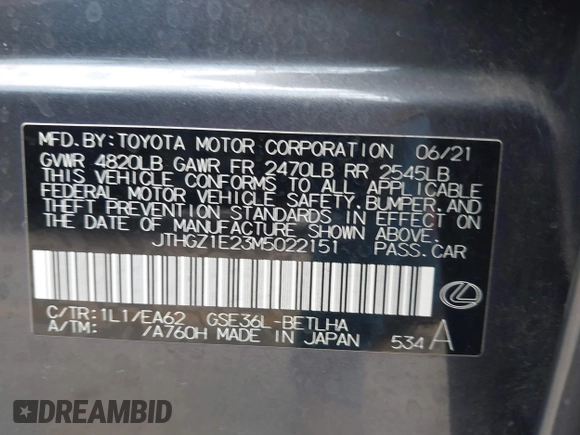 MFD.BY:TOYOTA MOTOR CORPORATION 06/21
GVWR 4820LB GAWR FR 2470LB RR 2545LB
THIS VEHICLE CONFORMS TO ALL APPLICABLE
FEDERAL MOTOR VEHICLE SAFETY,BUMPER,AND
THEFT PREVENTION STANDARDS IN EFFECT ON
THE DATE OF MANUFACTURE SHOWN ABOVE.
JTHGZ1E23M5022151 PASS.CAR
C/TR:1L1/EA62 GSE36L-BETLHA
A/TM: /A760H MADE IN JAPAN 534 A
DREAMBID